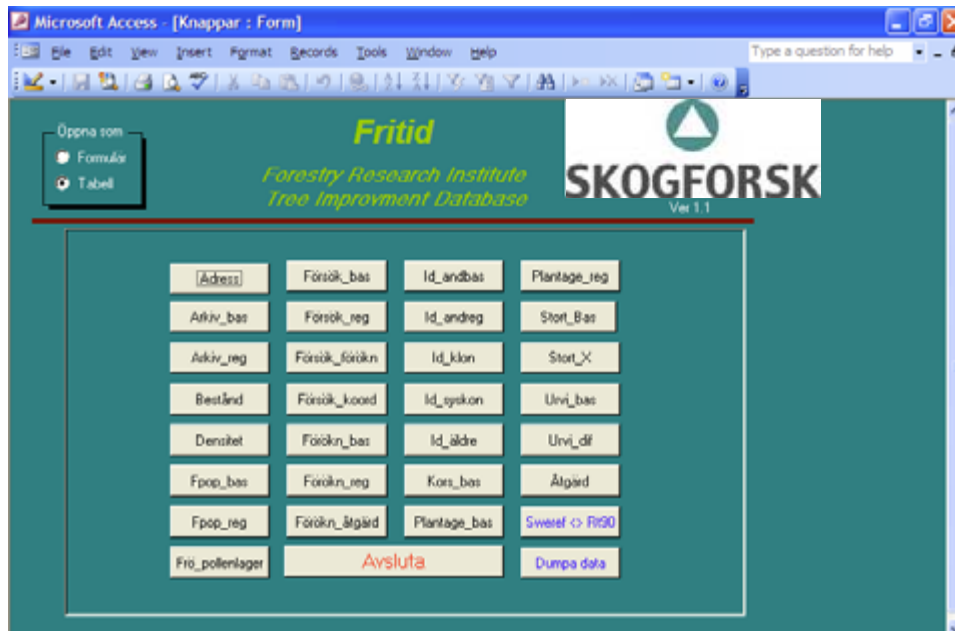 Microsoft Access - [Knappar : Form]
File Edit View Insert Format Records Tools Window Help Type a question for help
Öppna som
Formulär
Tabell
Fritid
Forestry Research Institute
Tree Improvment Database
SKOGFORSK
Ver 1.1
Adress Försök_bas Id_andbas Plantage_reg
Arkiv_bas Försök_reg Id_andreg Stort_Bas
Arkiv_reg Försök_förökn Id_klon Stort_X
Bestånd Försök_koord Id_syskon Urvi_bas
Densitet Förökn_bas Id_äldre Urvi_dif
Fpop_bas Förökn_reg Kors_bas Åtgärd
Fpop_reg Förökn_åtgärd Plantage_bas Sweref <> Rt90
Frö_pollenlager Avsluta Dumpa data